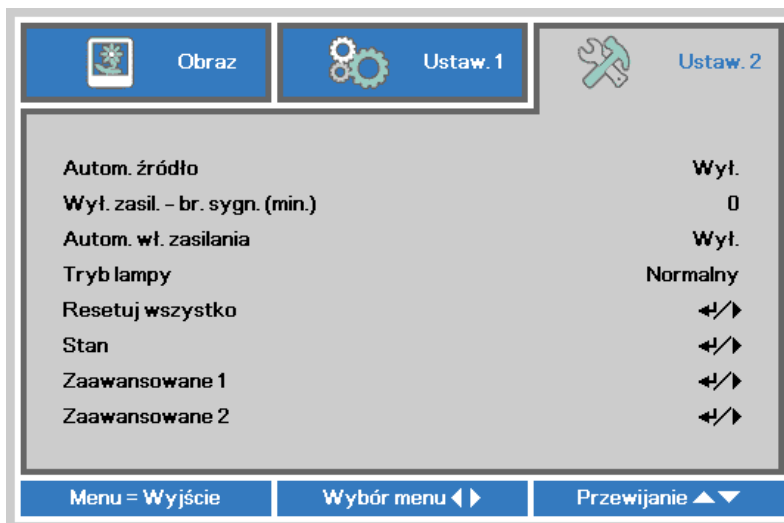 Obraz Ustaw. 1 Ustaw. 2
Autom. źródło Wył.
Wył. zasil. – br. sygn. (min.) 0
Autom. wł. zasilania Wył.
Tryb lampy Normalny
Resetuj wszystko ↵/▶
Stan ↵/▶
Zaawansowane 1 ↵/▶
Zaawansowane 2 ↵/▶
Menu = Wyjście Wybór menu ◀▶ Przewijanie ▲▼